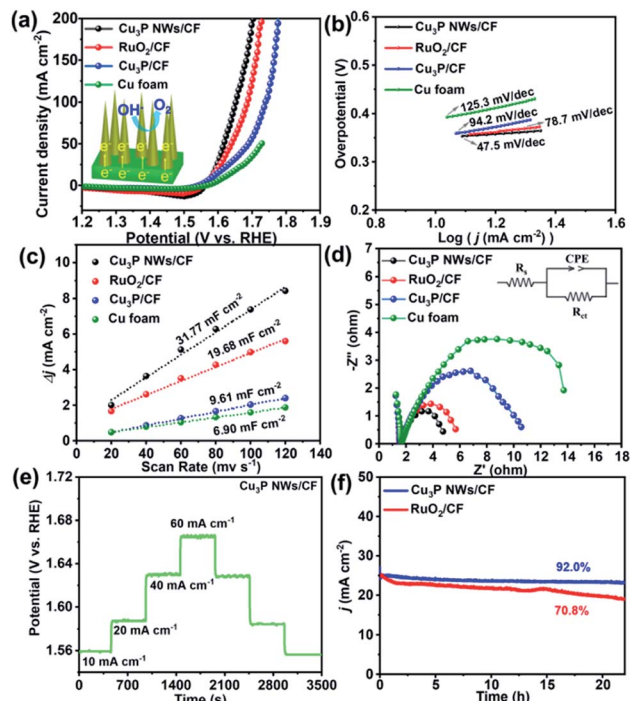 (a)
Cu₃P NWs/CF
RuO₂/CF
Cu₃P/CF
Cu foam
OH⁻
O₂
e⁻ e⁻ e⁻ e⁻
e⁻ e⁻ e⁻ e⁻
Current density (mA cm⁻²)
200
150
100
50
0
1.2 1.3 1.4 1.5 1.6 1.7 1.8 1.9
Potential (V vs. RHE)
(b)
Cu₃P NWs/CF
RuO₂/CF
Cu₃P/CF
Cu foam
125.3 mV/dec
94.2 mV/dec
78.7 mV/dec
47.5 mV/dec
Overpotential (V)
0.6
0.5
0.4
0.3
0.2
0.8 1.0 1.2 1.4 1.6
Log ( j (mA cm⁻²)
(c)
Cu₃P NWs/CF
RuO₂/CF
Cu₃P/CF
Cu foam
31.77 mF cm⁻²
19.68 mF cm⁻²
9.61 mF cm⁻²
6.90 mF cm⁻²
Δj (mA cm⁻²)
8
6
4
2
0
0 20 40 60 80 100 120 140
Scan Rate (mv s⁻¹)
(d)
Cu₃P NWs/CF
RuO₂/CF
Cu₃P/CF
Cu foam
Rs
CPE
Rct
-Z'' (ohm)
-7
-6
-5
-4
-3
-2
-1
0
0 2 4 6 8 10 12 14 16 18
Z' (ohm)
(e)
Cu₃P NWs/CF
60 mA cm⁻¹
40 mA cm⁻¹
20 mA cm⁻¹
10 mA cm⁻¹
Potential (V vs. RHE)
1.72
1.68
1.64
1.60
1.56
0 700 1400 2100 2800 3500
Time (s)
(f)
Cu₃P NWs/CF
RuO₂/CF
92.0%
70.8%
j (mA cm⁻²)
50
40
30
20
10
0
0 5 10 15 20
Time (h)